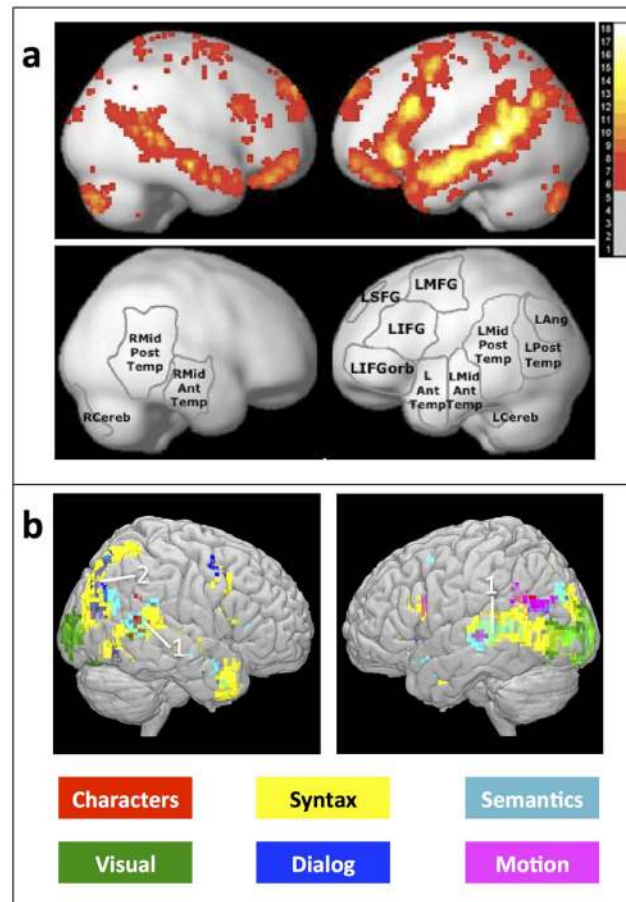 a
18
17
16
15
14
13
12
11
10
9
8
7
6
5
4
3
2
1
RMid
Post
Temp
RMid
Ant
Temp
RCereb
LSFG
LMFG
LIFG
LIFGorb
L
Ant
Temp
LMid
Ant
Temp
LMid
Post
Temp
LAng
LPost
Temp
LCereb
b
2
1
1
Characters Syntax Semantics
Visual Dialog Motion